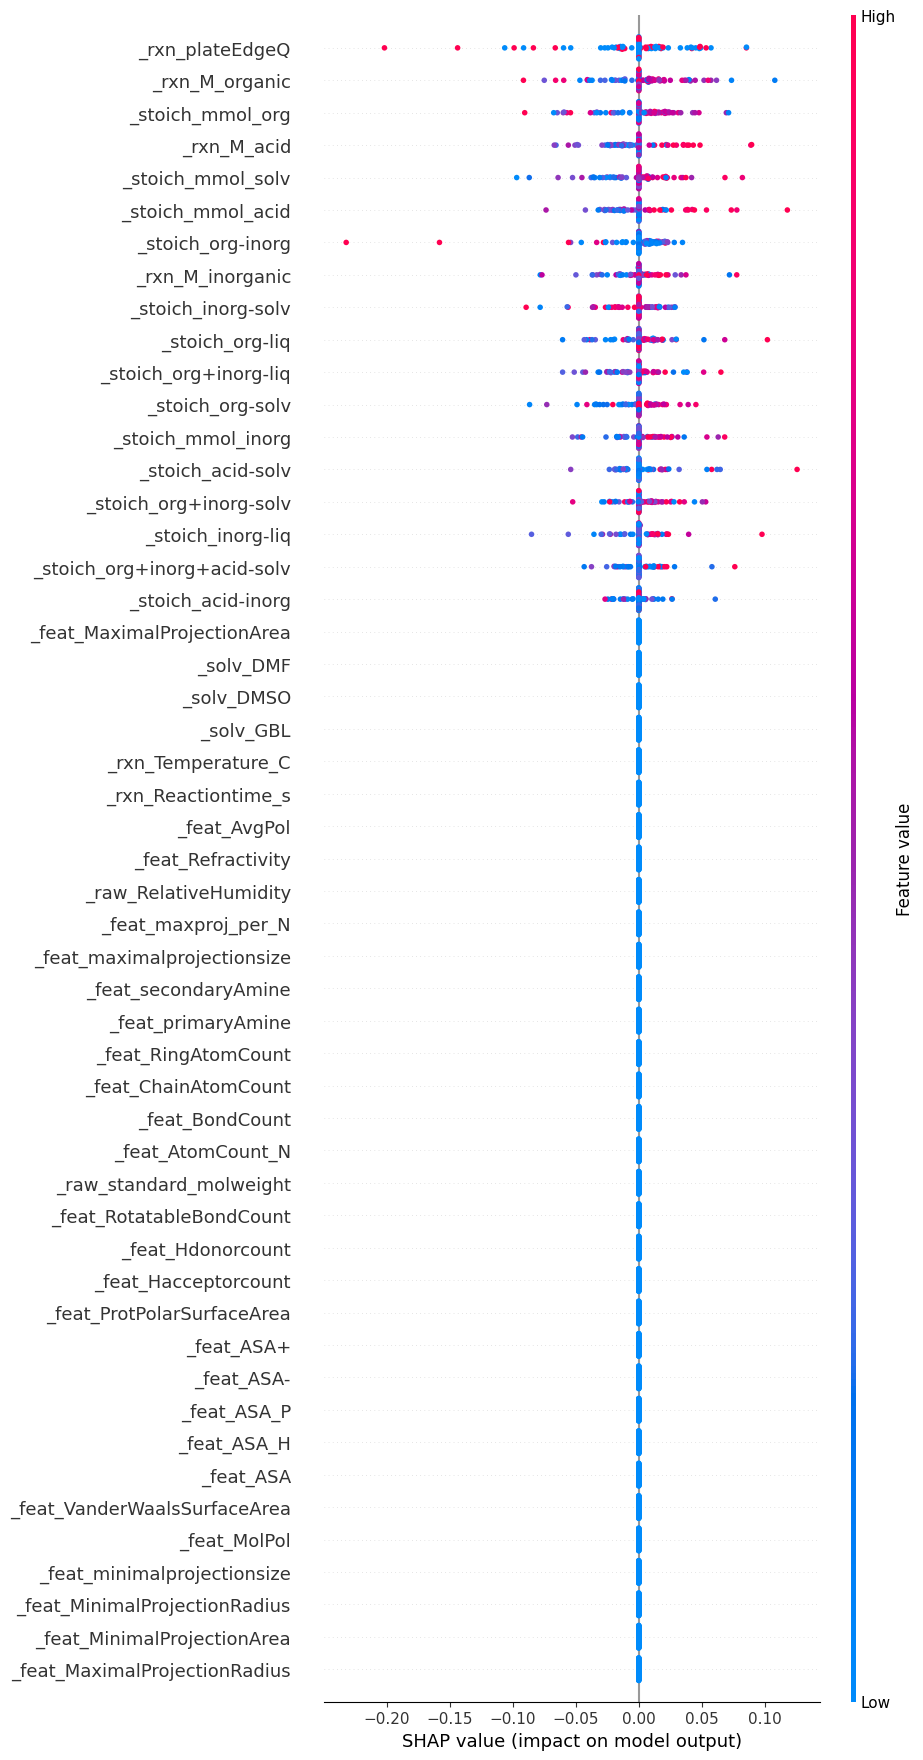 High
_rxn_plateEdgeQ
_rxn_M_organic
_stoich_mmol_org
_rxn_M_acid
_stoich_mmol_solv
_stoich_mmol_acid
_stoich_org-inorg
_rxn_M_inorganic
_stoich_inorg-solv
_stoich_org-liq
_stoich_org+inorg-liq
_stoich_org-solv
_stoich_mmol_inorg
_stoich_acid-solv
_stoich_org+inorg-solv
_stoich_inorg-liq
_stoich_org+inorg+acid-solv
_stoich_acid-inorg
_feat_MaximalProjectionArea
_solv_DMF
_solv_DMSO
_solv_GBL
_rxn_Temperature_C
_rxn_Reactiontime_s
_feat_AvgPol
_feat_Refractivity
_raw_RelativeHumidity
_feat_maxproj_per_N
_feat_maximalprojectionsize
_feat_secondaryAmine
_feat_primaryAmine
_feat_RingAtomCount
_feat_ChainAtomCount
_feat_BondCount
_feat_AtomCount_N
_raw_standard_molweight
_feat_RotatableBondCount
_feat_Hdonorcount
_feat_Hacceptorcount
_feat_ProtPolarSurfaceArea
_feat_ASA+
_feat_ASA-
_feat_ASA_P
_feat_ASA_H
_feat_ASA
_feat_VanderWaalsSurfaceArea
_feat_MolPol
_feat_minimalprojectionsize
_feat_MinimalProjectionRadius
_feat_MinimalProjectionArea
_feat_MaximalProjectionRadius
Feature value
Low
−0.20 −0.15 −0.10 −0.05 0.00 0.05 0.10
SHAP value (impact on model output)